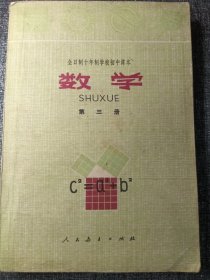 全日制十年制学校初中课本
数学
SHUXUE
第三册
c²=a²+b²
人民教育出版社